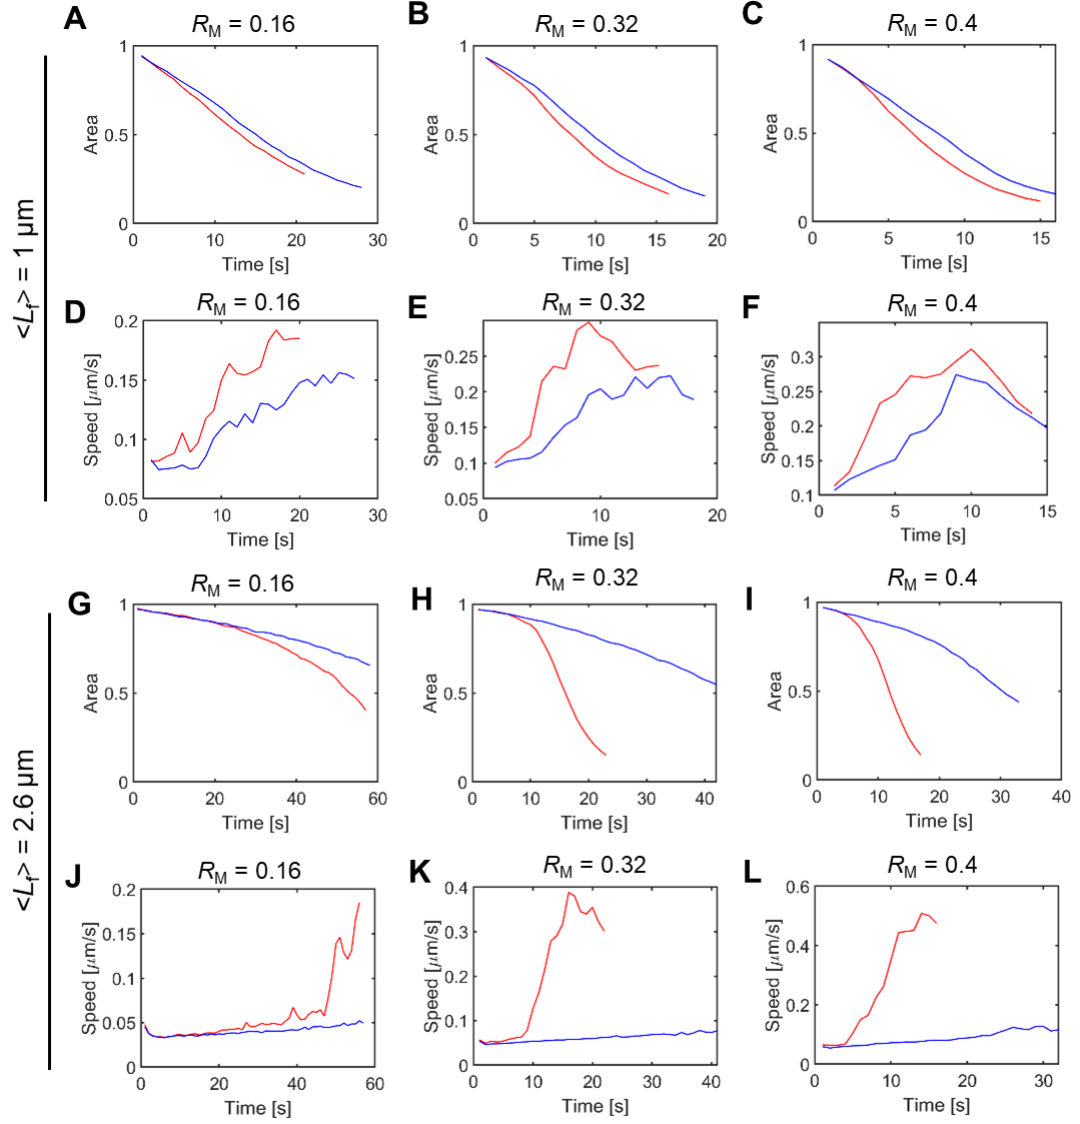 A
R_M = 0.16
1
0.5
0
Area
0 10 20 30
Time [s]
B
R_M = 0.32
1
0.5
0
Area
0 5 10 15 20
Time [s]
C
R_M = 0.4
1
0.5
0
Area
0 5 10 15
Time [s]
<L_f> = 1 µm
D
R_M = 0.16
0.2
0.15
0.1
0.05
Speed [μm/s]
0 10 20 30
Time [s]
E
R_M = 0.32
0.25
0.2
0.15
0.1
0.05
Speed [μm/s]
0 10 20
Time [s]
F
R_M = 0.4
0.3
0.25
0.2
0.15
0.1
Speed [μm/s]
0 5 10 15
Time [s]
G
R_M = 0.16
1
0.5
0
Area
0 20 40 60
Time [s]
H
R_M = 0.32
1
0.5
0
Area
0 10 20 30 40
Time [s]
I
R_M = 0.4
1
0.5
0
Area
0 10 20 30 40
Time [s]
<L_f> = 2.6 µm
J
R_M = 0.16
0.2
0.15
0.1
0.05
0
Speed [μm/s]
0 20 40 60
Time [s]
K
R_M = 0.32
0.4
0.3
0.2
0.1
0
Speed [μm/s]
0 10 20 30 40
Time [s]
L
R_M = 0.4
0.6
0.4
0.2
0
Speed [μm/s]
0 10 20 30
Time [s]